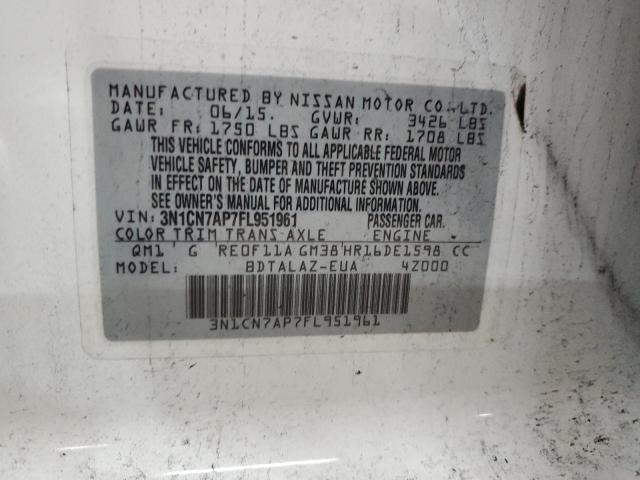 MANUFACTURED BY NISSAN MOTOR CO., LTD.
DATE: 06/15. GVWR: 3426 LBS
GAWR FR: 1750 LBS GAWR RR: 1708 LBS
THIS VEHICLE CONFORMS TO ALL APPLICABLE FEDERAL MOTOR
VEHICLE SAFETY, BUMPER AND THEFT PREVENTION STANDARDS
IN EFFECT ON THE DATE OF MANUFACTURE SHOWN ABOVE.
SEE OWNER'S MANUAL FOR ADDITIONAL INFORMATION.
VIN: 3N1CN7AP7FL951961 PASSENGER CAR.
COLOR TRIM TRANS AXLE ENGINE
QM1 G RE0F11A GM38 HR16DE1598 CC
MODEL: BDTALAZ-EUA 4Z000
3N1CN7AP7FL951961